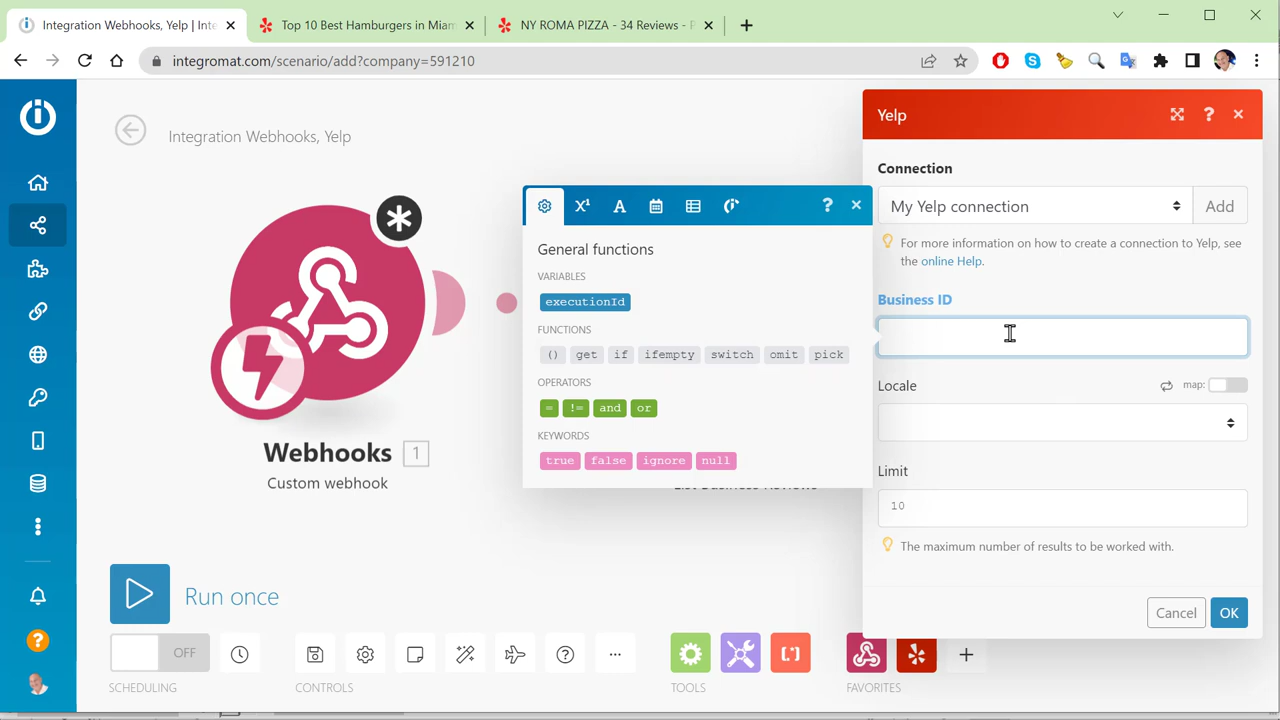 Integration Webhooks, Yelp | Inte
Top 10 Best Hamburgers in Miam
NY ROMA PIZZA - 34 Reviews - P
integromat.com/scenario/add?company=591210
Integration Webhooks, Yelp
Yelp
Connection
My Yelp connection
Add
For more information on how to create a connection to Yelp, see
the online Help.
Business ID
Locale
map:
Limit
10
The maximum number of results to be worked with.
Cancel
OK
General functions
VARIABLES
executionId
FUNCTIONS
() get if ifempty switch omit pick
OPERATORS
= != and or
KEYWORDS
true false ignore null
Webhooks 1
Custom webhook
List Business Reviews
Run once
OFF
SCHEDULING
CONTROLS
TOOLS
FAVORITES